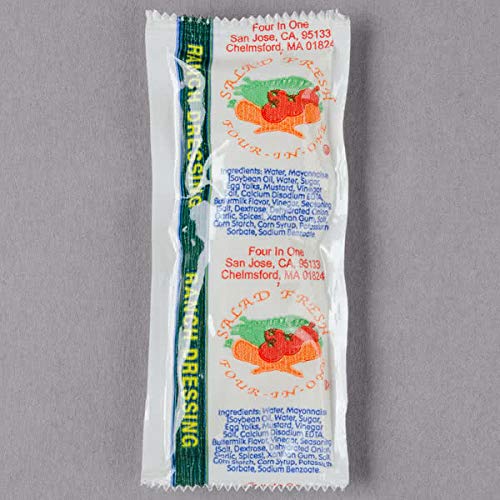 Four In One
San Jose, CA, 95133
Chelmsford, MA 01824
SALAD FRESH
FOUR-IN-ONE
®
Ingredients: Water, Mayonnaise
(Soybean Oil, Water, Sugar,
Egg Yolks, Mustard, Vinegar
Salt, Calcium Disodium EDTA,
Buttermilk Flavor, Vinegar, Seasoning
(Salt, Dextrose, Dehydrated Onion,
Garlic, Spices), Xanthan Gum, Salt,
Corn Starch, Corn Syrup, Potassium
Sorbate, Sodium Benzoate.
RANCH DRESSING
Four In One
San Jose, CA, 95133
Chelmsford, MA 01824
SALAD FRESH
FOUR-IN-ONE
Ingredients: Water, Mayonnaise
(Soybean Oil, Water, Sugar,
Egg Yolks, Mustard, Vinegar
Salt, Calcium Disodium EDTA,
Buttermilk Flavor, Vinegar, Seasoning
(Salt, Dextrose, Dehydrated Onion,
Garlic, Spices), Xanthan Gum, Salt,
Corn Starch, Corn Syrup, Potassium
Sorbate, Sodium Benzoate.
RANCH DRESSING